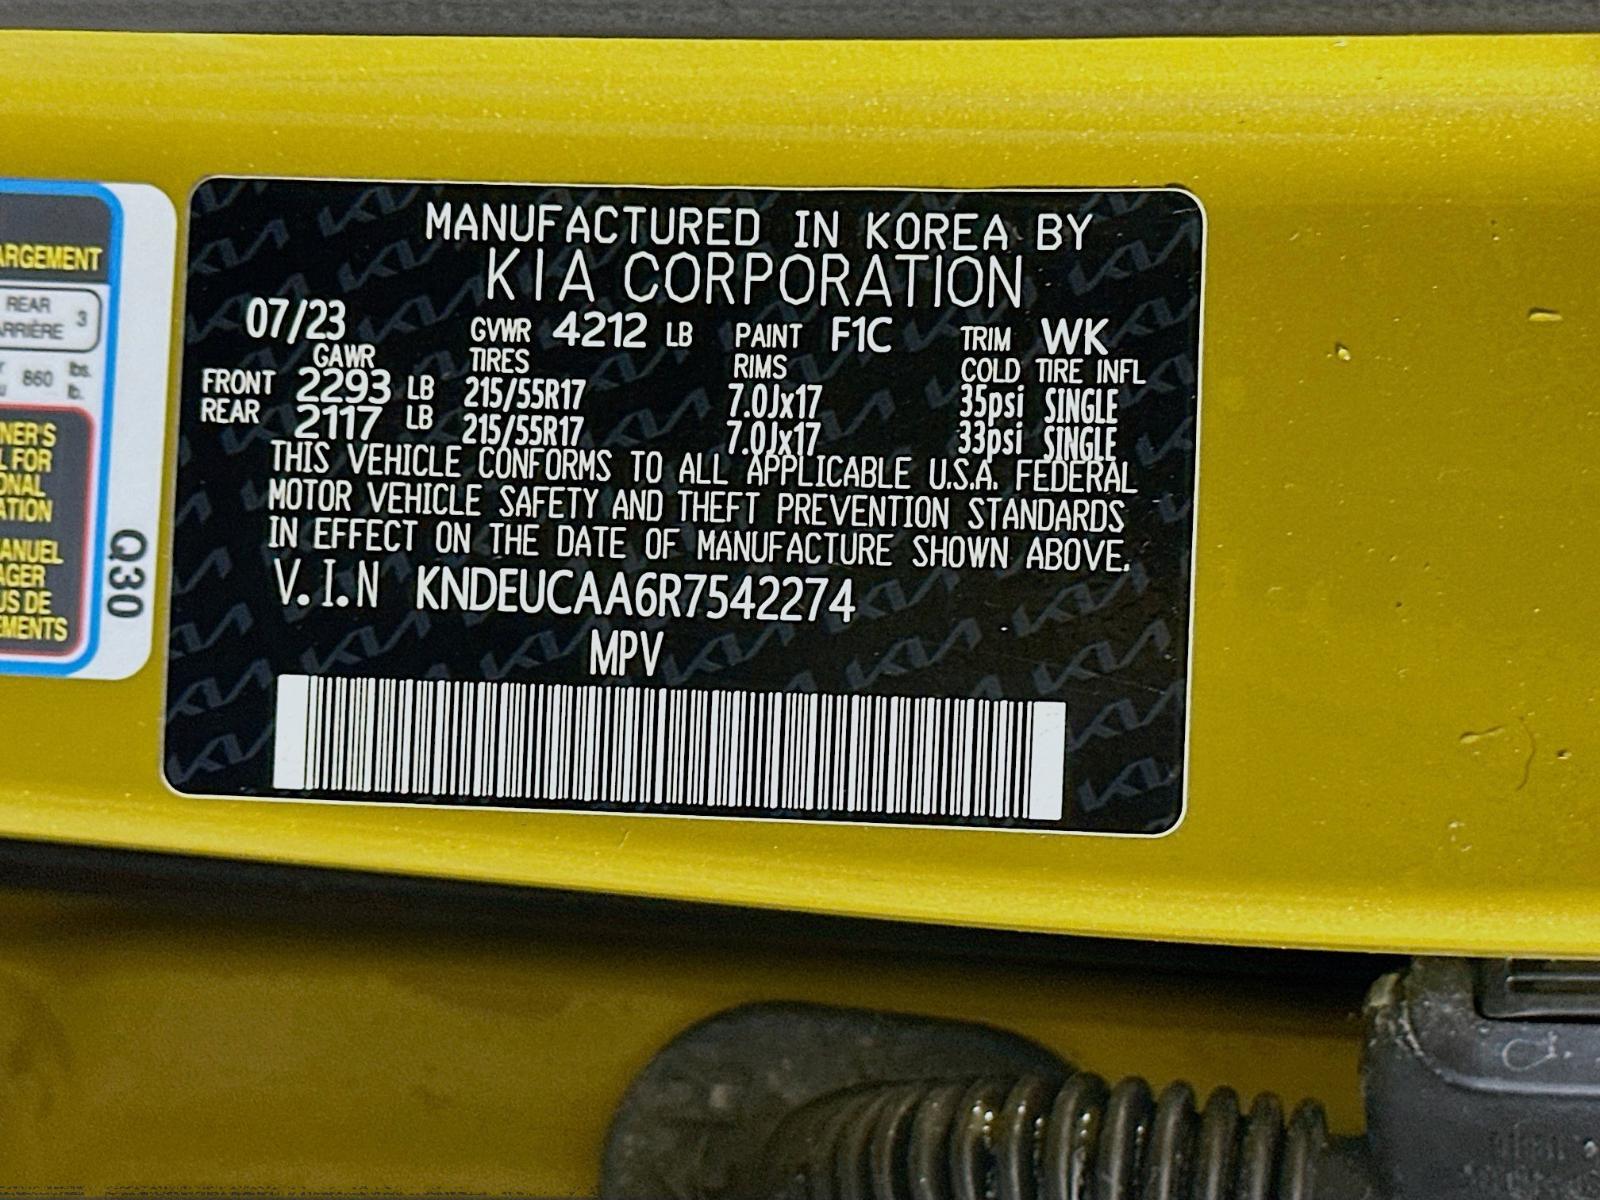 MANUFACTURED IN KOREA BY
KIA CORPORATION
07/23 GVWR 4212 LB PAINT F1C TRIM WK
GAWR TIRES RIMS COLD TIRE INFL
FRONT 2293 LB 215/55R17 7.0Jx17 35psi SINGLE
REAR 2117 LB 215/55R17 7.0Jx17 33psi SINGLE
THIS VEHICLE CONFORMS TO ALL APPLICABLE U.S.A. FEDERAL
MOTOR VEHICLE SAFETY AND THEFT PREVENTION STANDARDS
IN EFFECT ON THE DATE OF MANUFACTURE SHOWN ABOVE.
V.I.N KNDEUCAA6R7542274
MPV
ARGEMENT
REAR 3
ARRIÈRE
860 lbs.
lb.
NER'S
L FOR
ONAL
ATION
ANUEL
AGER
US DE
EMENTS
Q30